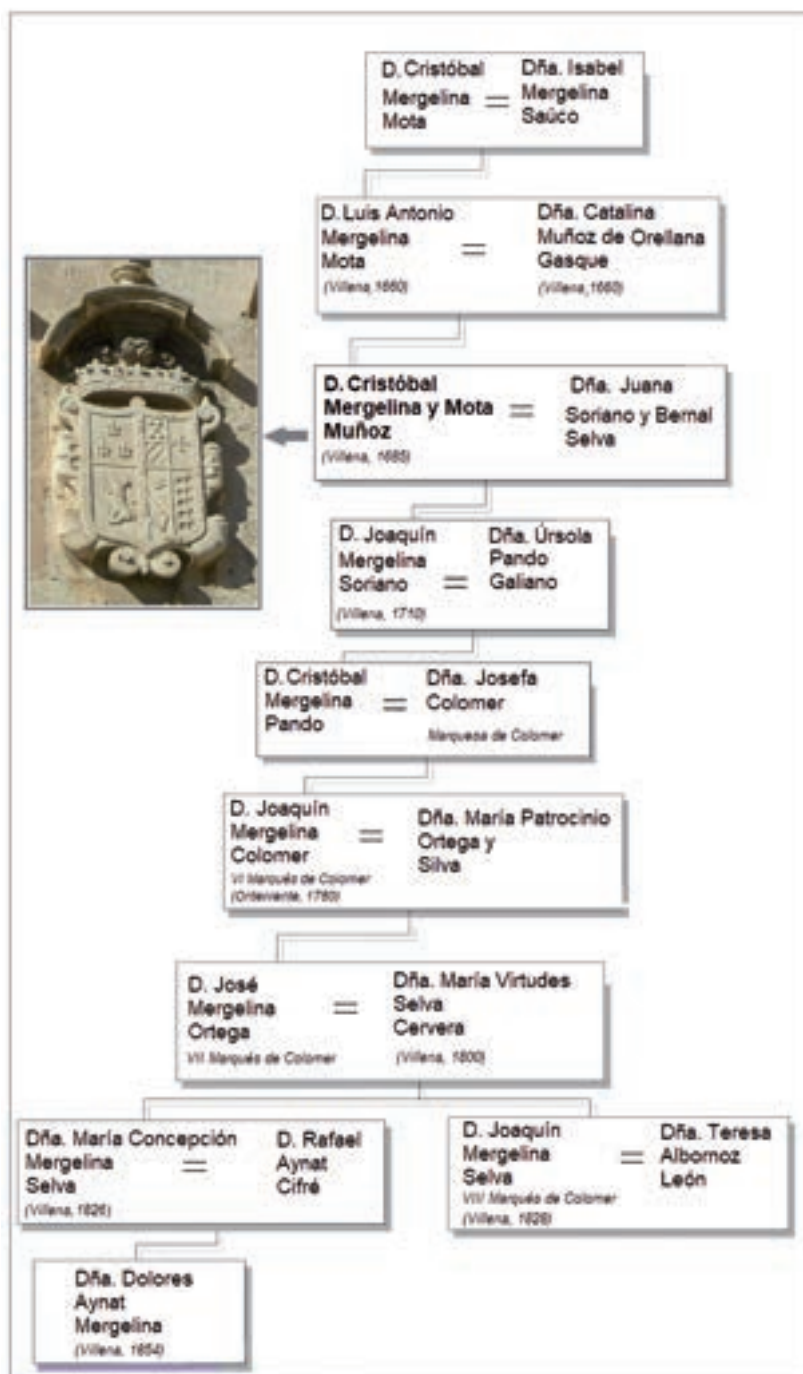 D. Cristóbal
Mergelina
Mota
=
Dña. Isabel
Mergelina
Saúco
D. Luis Antonio
Mergelina
Mota
(Villena, 1660)
=
Dña. Catalina
Muñoz de Orellana
Gasque
(Villena, 1660)
D. Cristóbal
Mergelina y Mota
Muñoz
(Villena, 1685)
=
Dña. Juana
Soriano y Bernal
Selva
D. Joaquín
Mergelina
Soriano
(Villena, 1710)
=
Dña. Úrsola
Pando
Galiano
D. Cristóbal
Mergelina
Pando
=
Dña. Josefa
Colomer
Marquesa de Colomer
D. Joaquín
Mergelina
Colomer
VI Marqués de Colomer
(Onteniente, 1760)
=
Dña. María Patrocinio
Ortega y
Silva
D. José
Mergelina
Ortega
VII Marqués de Colomer
=
Dña. María Virtudes
Selva
Cervera
(Villena, 1800)
Dña. María Concepción
Mergelina
Selva
(Villena, 1826)
=
D. Rafael
Aynat
Cifré
D. Joaquín
Mergelina
Selva
VIII Marqués de Colomer
(Villena, 1828)
=
Dña. Teresa
Albornoz
León
Dña. Dolores
Aynat
Mergelina
(Villena, 1854)